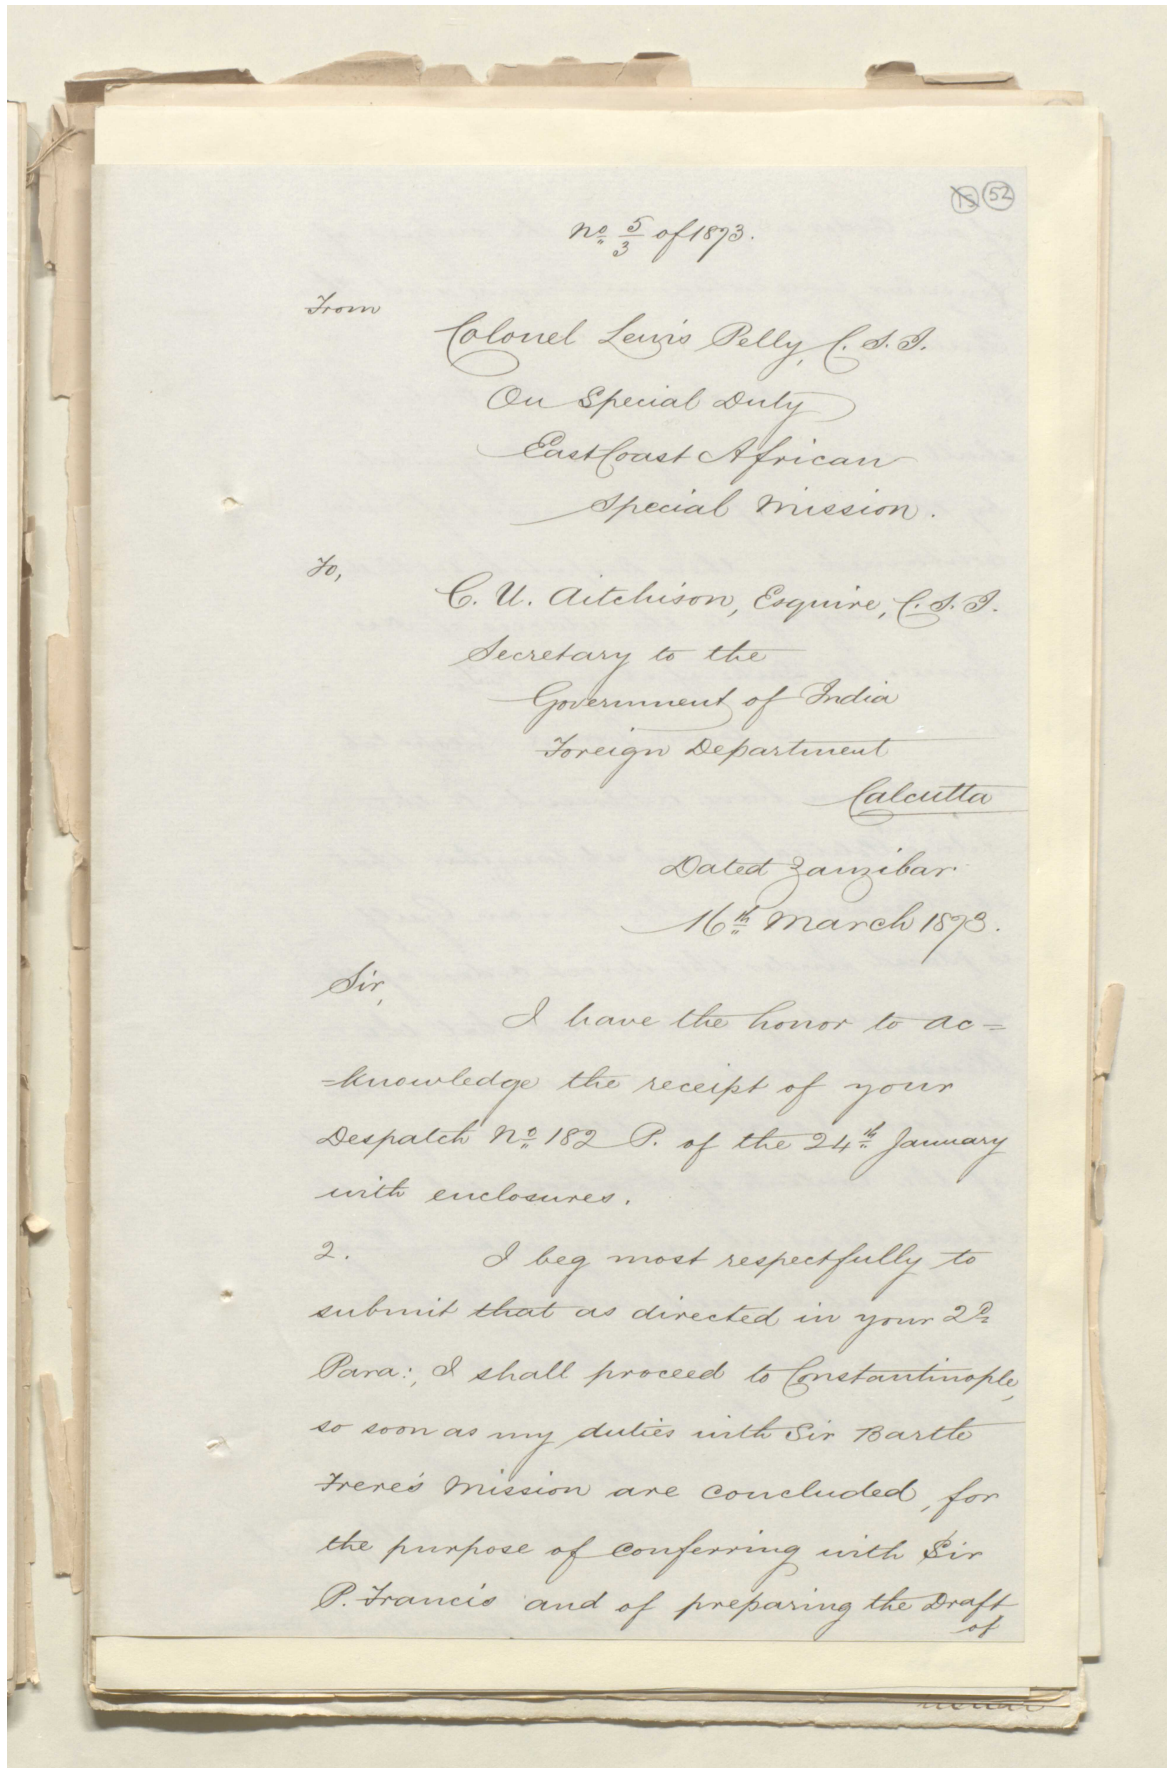 15 52
No. 5/3 of 1873.
From
Colonel Lewis Pelly, C. S. I.
On Special Duty
East Coast African
Special Mission.
To,
C. U. Aitchison, Esquire, C. S. I.
Secretary to the
Government of India
Foreign Department
Calcutta
Dated Zanzibar
16th March 1873.
Sir,
I have the honor to ac=
=knowledge the receipt of your
Despatch No. 182 P. of the 24th January
with enclosures.
2. I beg most respectfully to
submit that as directed in your 2d
Para:, I shall proceed to Constantinople,
so soon as my duties with Sir Bartle
Frere's Mission are concluded, for
the purpose of conferring with Sir
P. Francis and of preparing the Draft
of